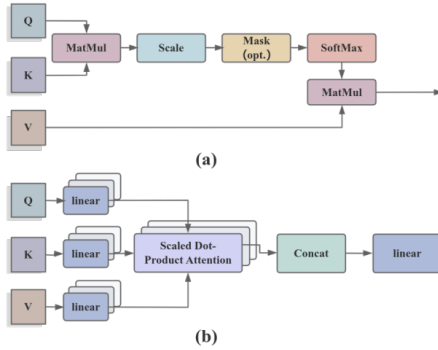 Q
MatMul
Scale
Mask
(opt.)
SoftMax
K
MatMul
V
(a)
Q
linear
K
linear
Scaled Dot-
Product Attention
Concat
linear
V
linear
(b)